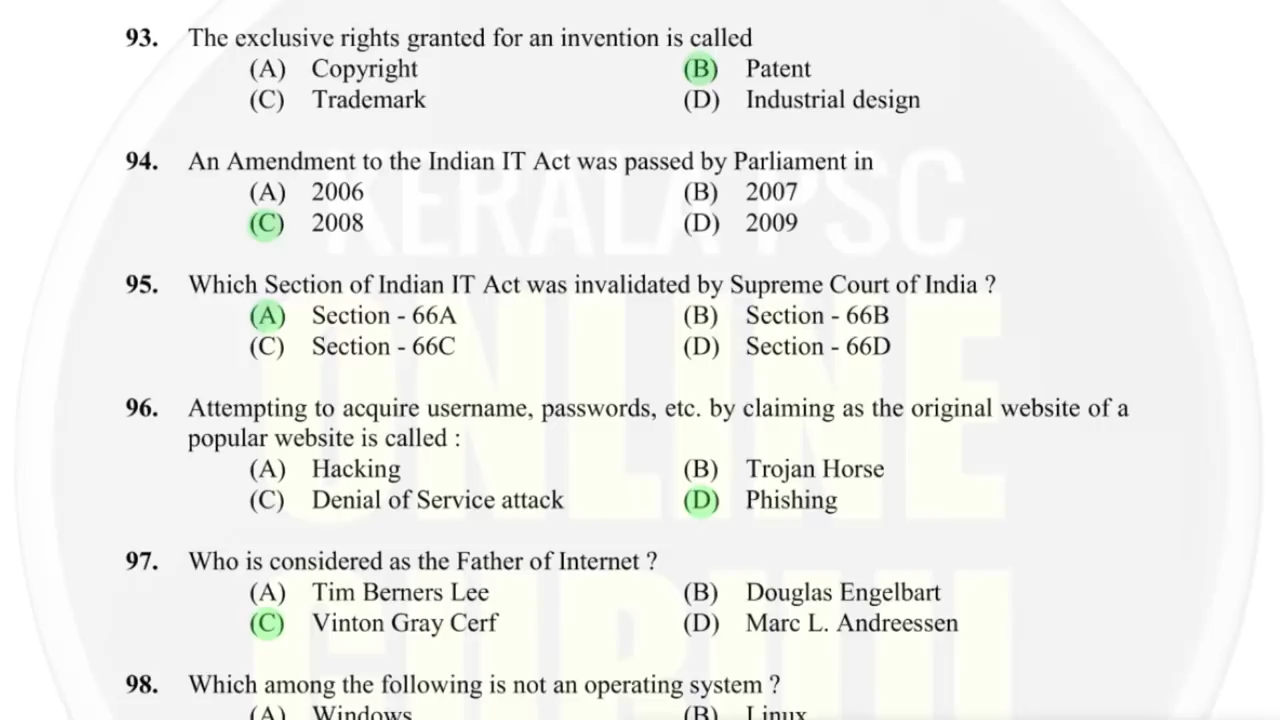 93. The exclusive rights granted for an invention is called
(A) Copyright (B) Patent
(C) Trademark (D) Industrial design
94. An Amendment to the Indian IT Act was passed by Parliament in
(A) 2006 (B) 2007
(C) 2008 (D) 2009
95. Which Section of Indian IT Act was invalidated by Supreme Court of India ?
(A) Section - 66A (B) Section - 66B
(C) Section - 66C (D) Section - 66D
96. Attempting to acquire username, passwords, etc. by claiming as the original website of a
popular website is called :
(A) Hacking (B) Trojan Horse
(C) Denial of Service attack (D) Phishing
97. Who is considered as the Father of Internet ?
(A) Tim Berners Lee (B) Douglas Engelbart
(C) Vinton Gray Cerf (D) Marc L. Andreessen
98. Which among the following is not an operating system ?
(A) Windows (B) Linux
KERALA PSC
ONLINE